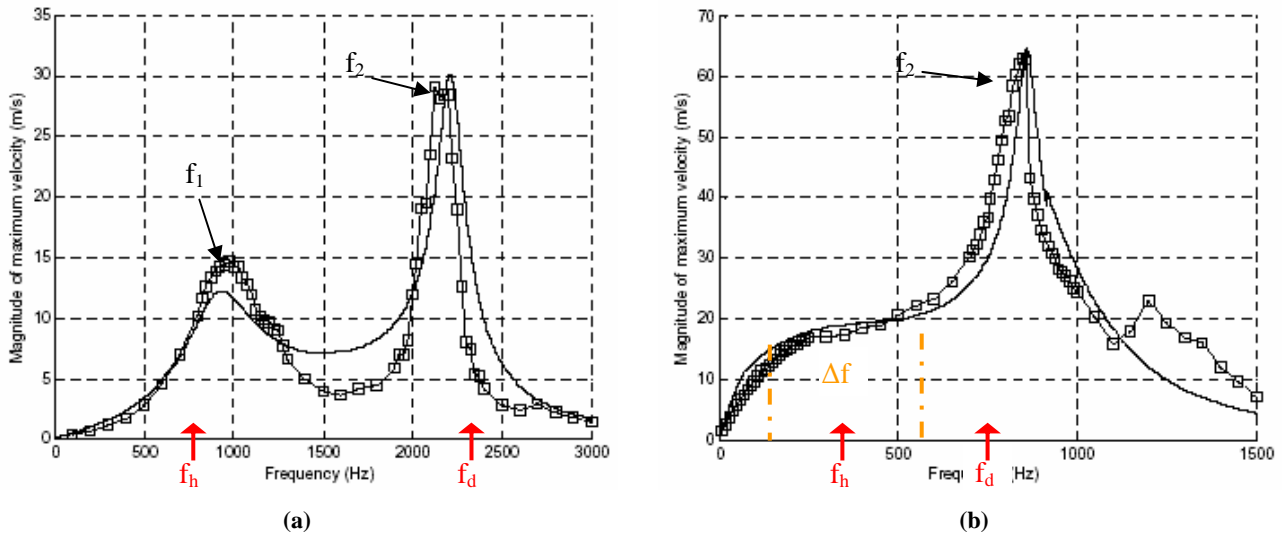 35
30
25
20
15
10
5
0
Magnitude of maximum velocity (m/s)
f1
f2
0 500 1000 1500 2000 2500 3000
Frequency (Hz)
fh
fd
(a)
70
60
50
40
30
20
10
0
Magnitude of maximum velocity (m/s)
f2
Δf
0 500 1000 1500
(Hz)
fh
fd
(b)